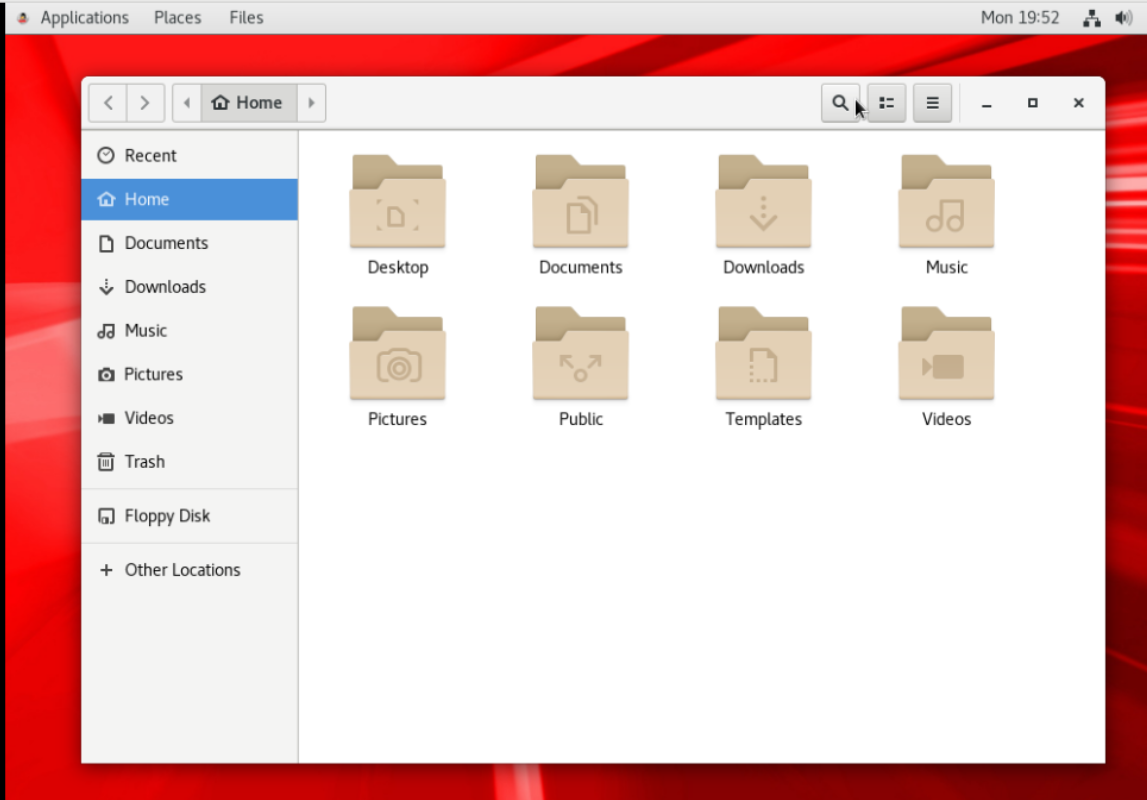 Applications Places Files Mon 19:52
Home
Recent
Home
Documents
Downloads
Music
Pictures
Videos
Trash
Floppy Disk
Other Locations
Desktop Documents Downloads Music
Pictures Public Templates Videos